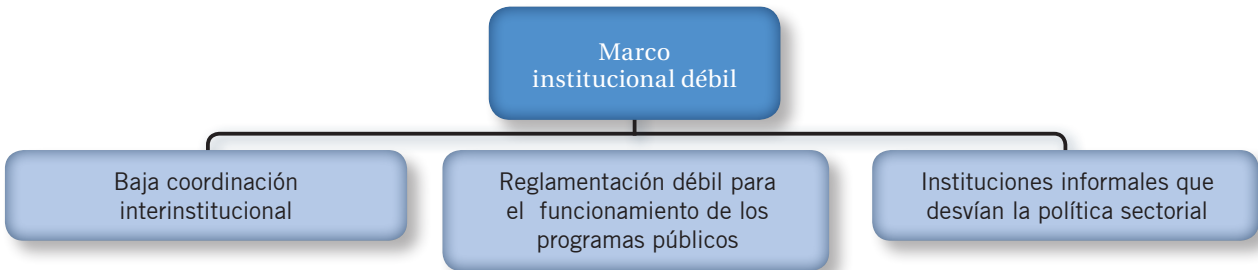 Marco
institucional débil
Baja coordinación
interinstitucional
Reglamentación débil para
el funcionamiento de los
programas públicos
Instituciones informales que
desvían la política sectorial